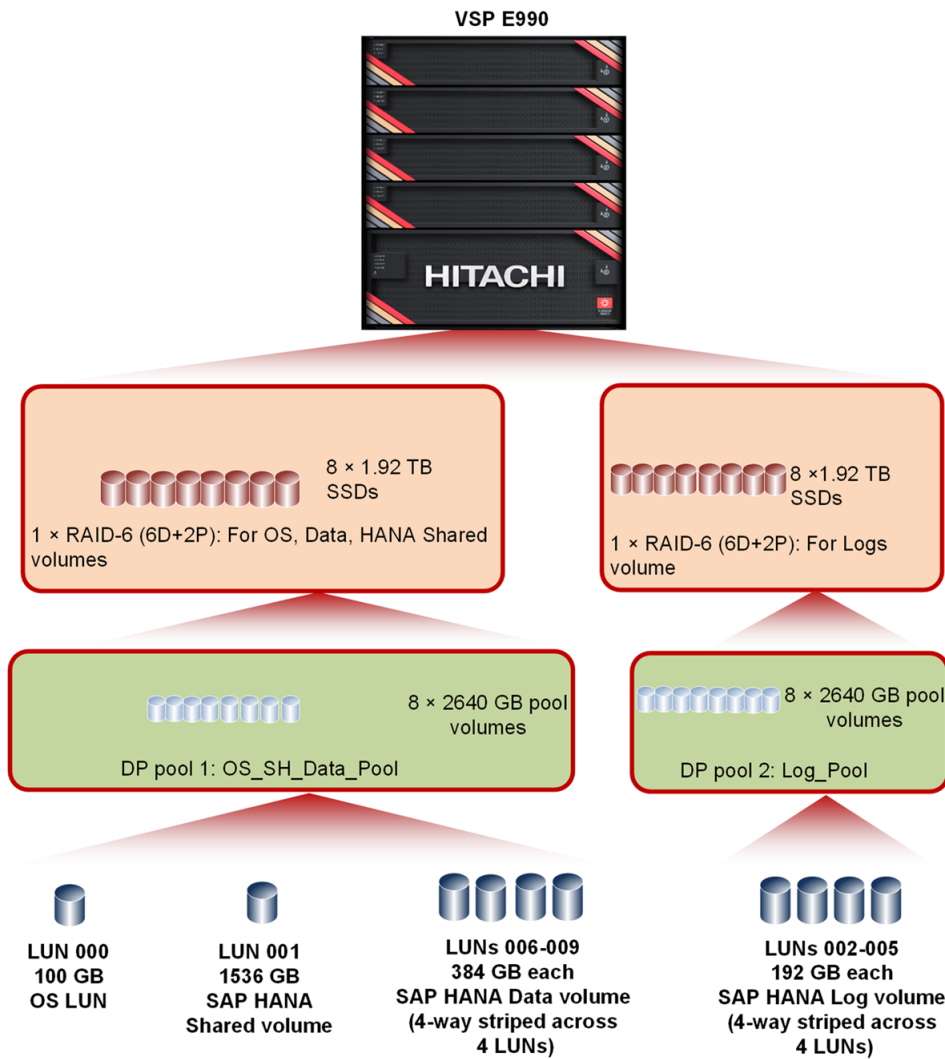 VSP E990
HITACHI
8 × 1.92 TB
SSDs
1 × RAID-6 (6D+2P): For OS, Data, HANA Shared
volumes
8 ×1.92 TB
SSDs
1 × RAID-6 (6D+2P): For Logs
volume
8 × 2640 GB pool
volumes
DP pool 1: OS_SH_Data_Pool
8 × 2640 GB pool
volumes
DP pool 2: Log_Pool
LUN 000
100 GB
OS LUN
LUN 001
1536 GB
SAP HANA
Shared volume
LUNs 006-009
384 GB each
SAP HANA Data volume
(4-way striped across
4 LUNs)
LUNs 002-005
192 GB each
SAP HANA Log volume
(4-way striped across
4 LUNs)